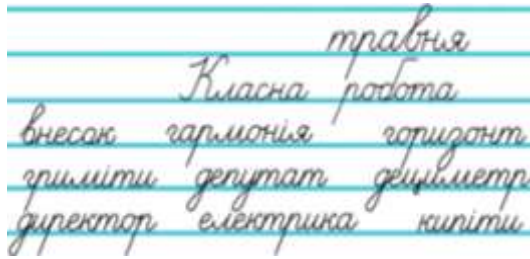 травня
Класна робота
внесок гармонія горизонт
гриміти депутат дециметр
директор електрика кипіти